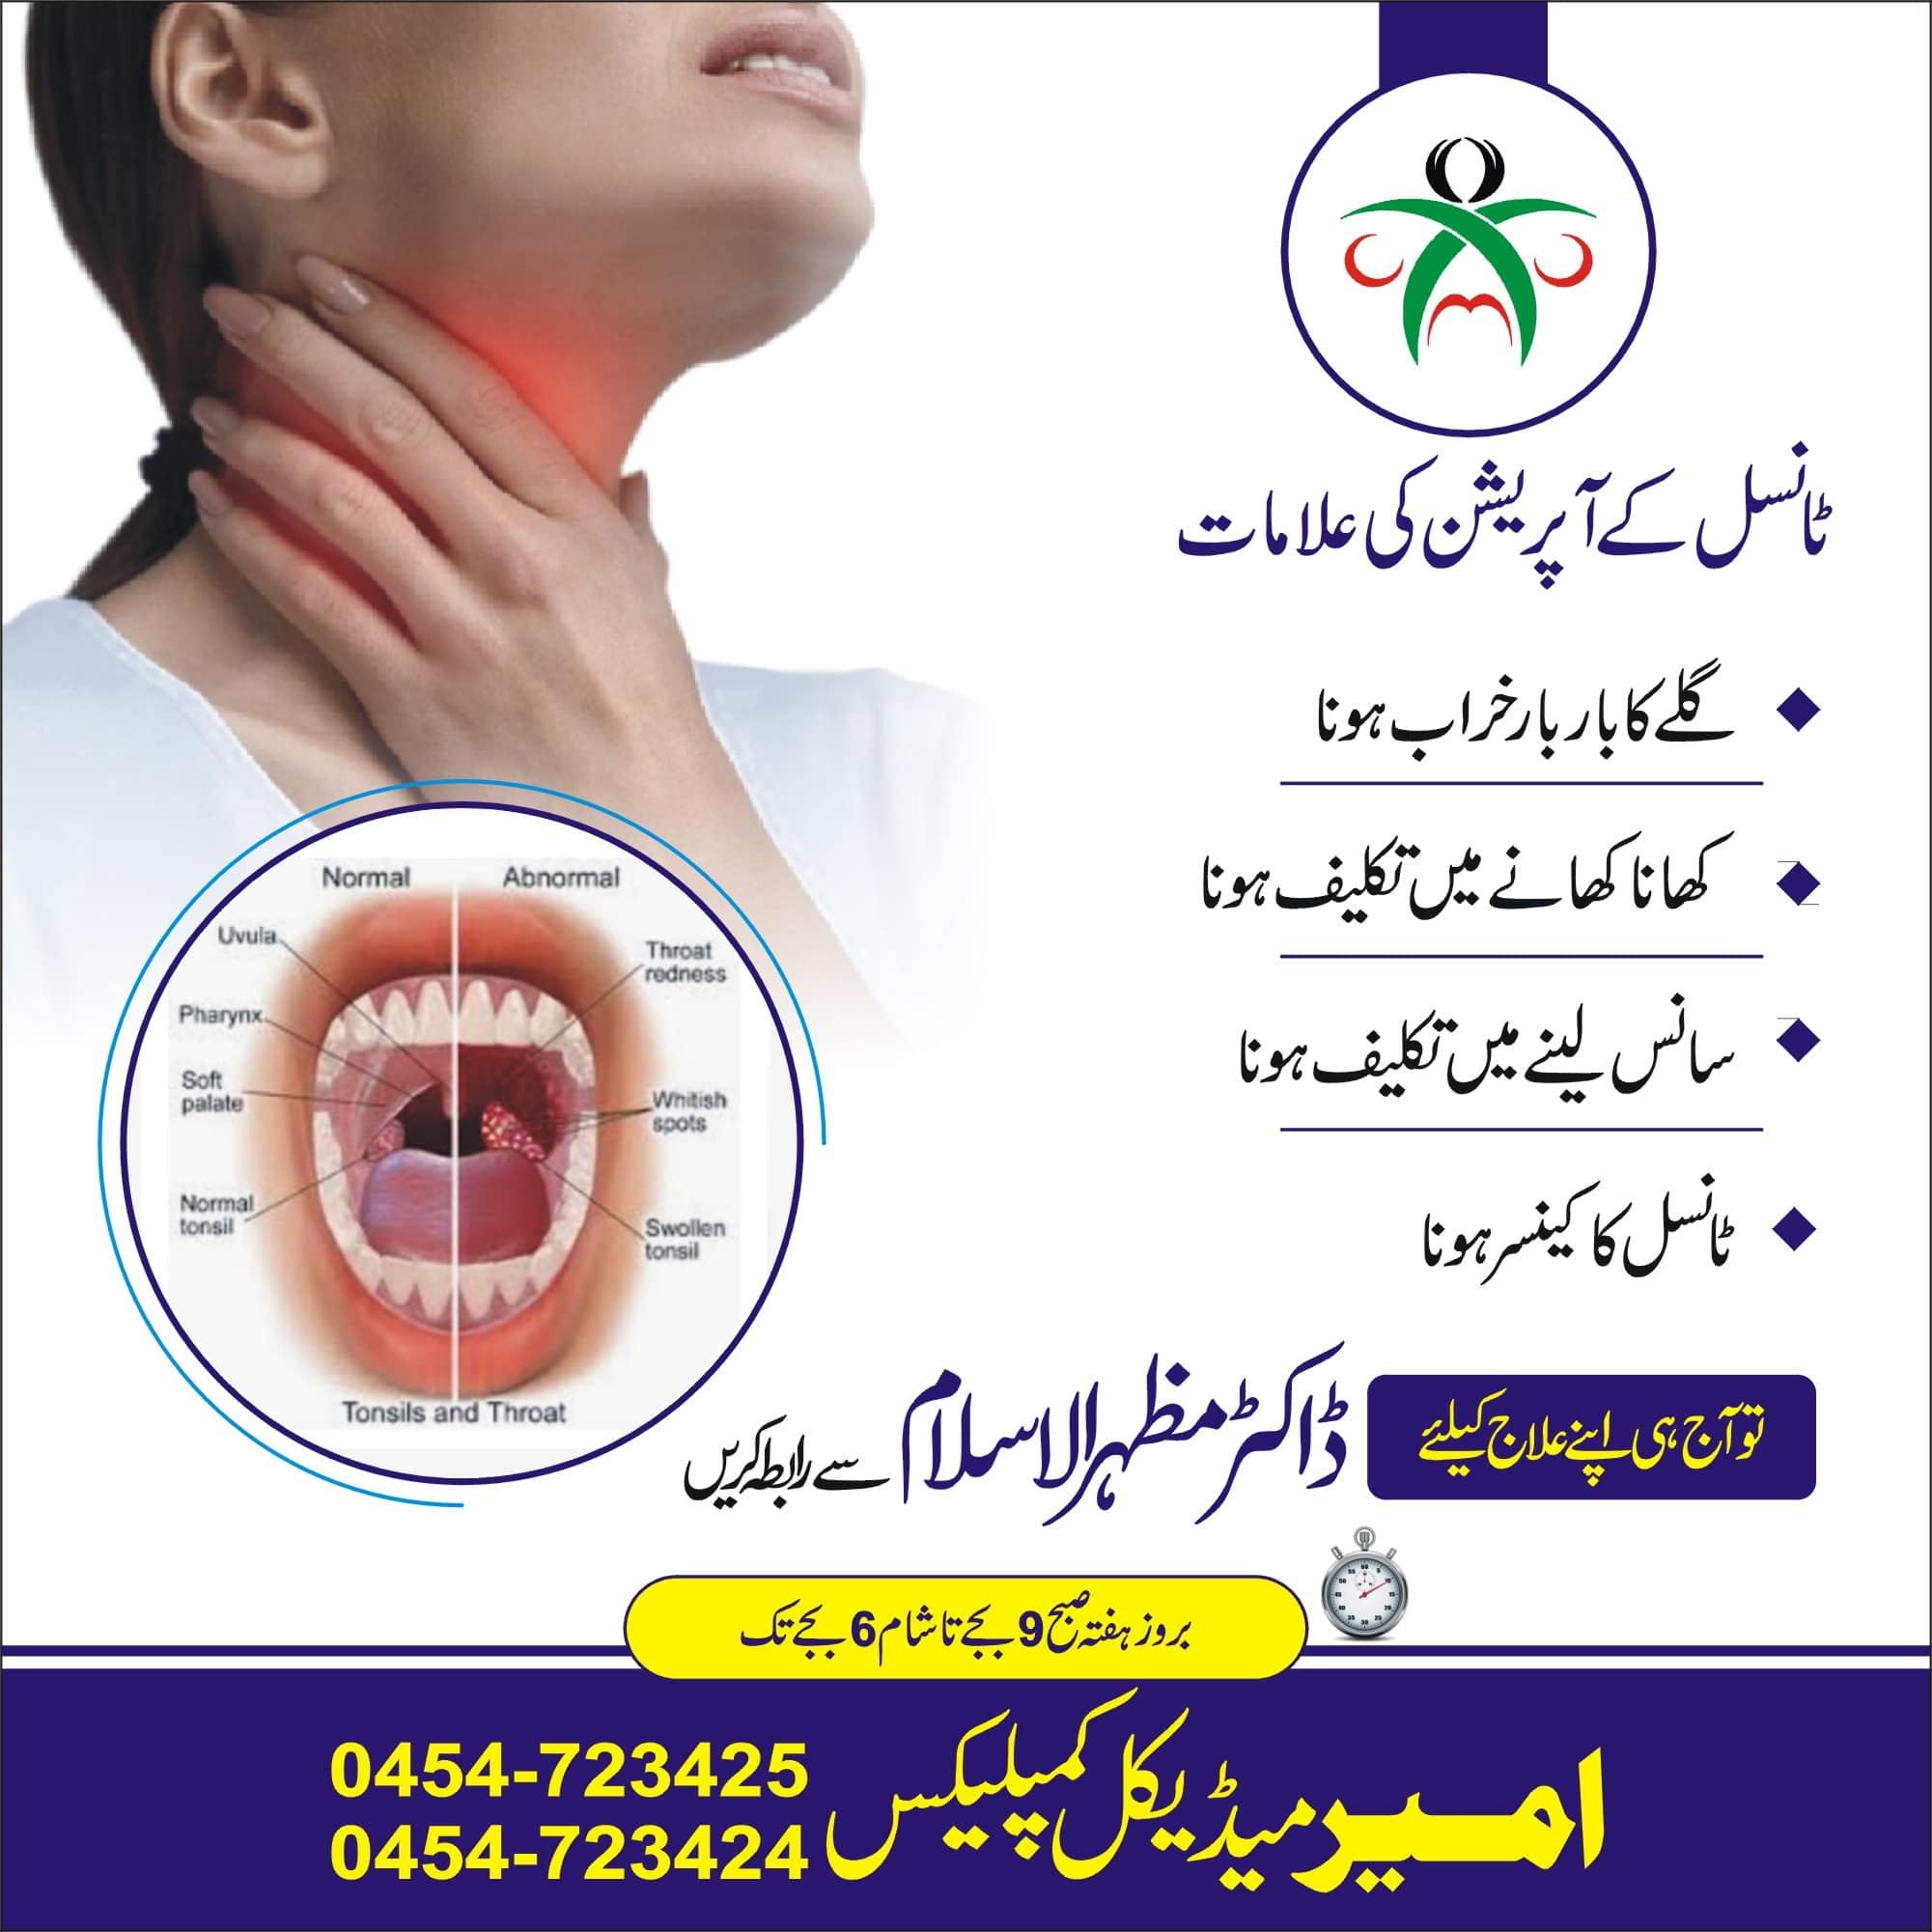 ٹانسل کے آپریشن کی علامات
گلے کا بار بار خراب ہونا
کھانا کھانے میں تکلیف ہونا
سانس لینے میں تکلیف ہونا
ٹانسل کا کینسر ہونا
Normal Abnormal
Uvula
Pharynx
Soft
palate
Normal
tonsil
Throat
redness
Whitish
spots
Swollen
tonsil
Tonsils and Throat
تو آج ہی اپنے علاج کیلئے
ڈاکٹر مظہر الاسلام سے رابطہ کریں
بروز ہفتہ صبح 9 بجے تا شام 6 بجے تک
امیر میڈیکل کمپلیکس
0454-723425
0454-723424